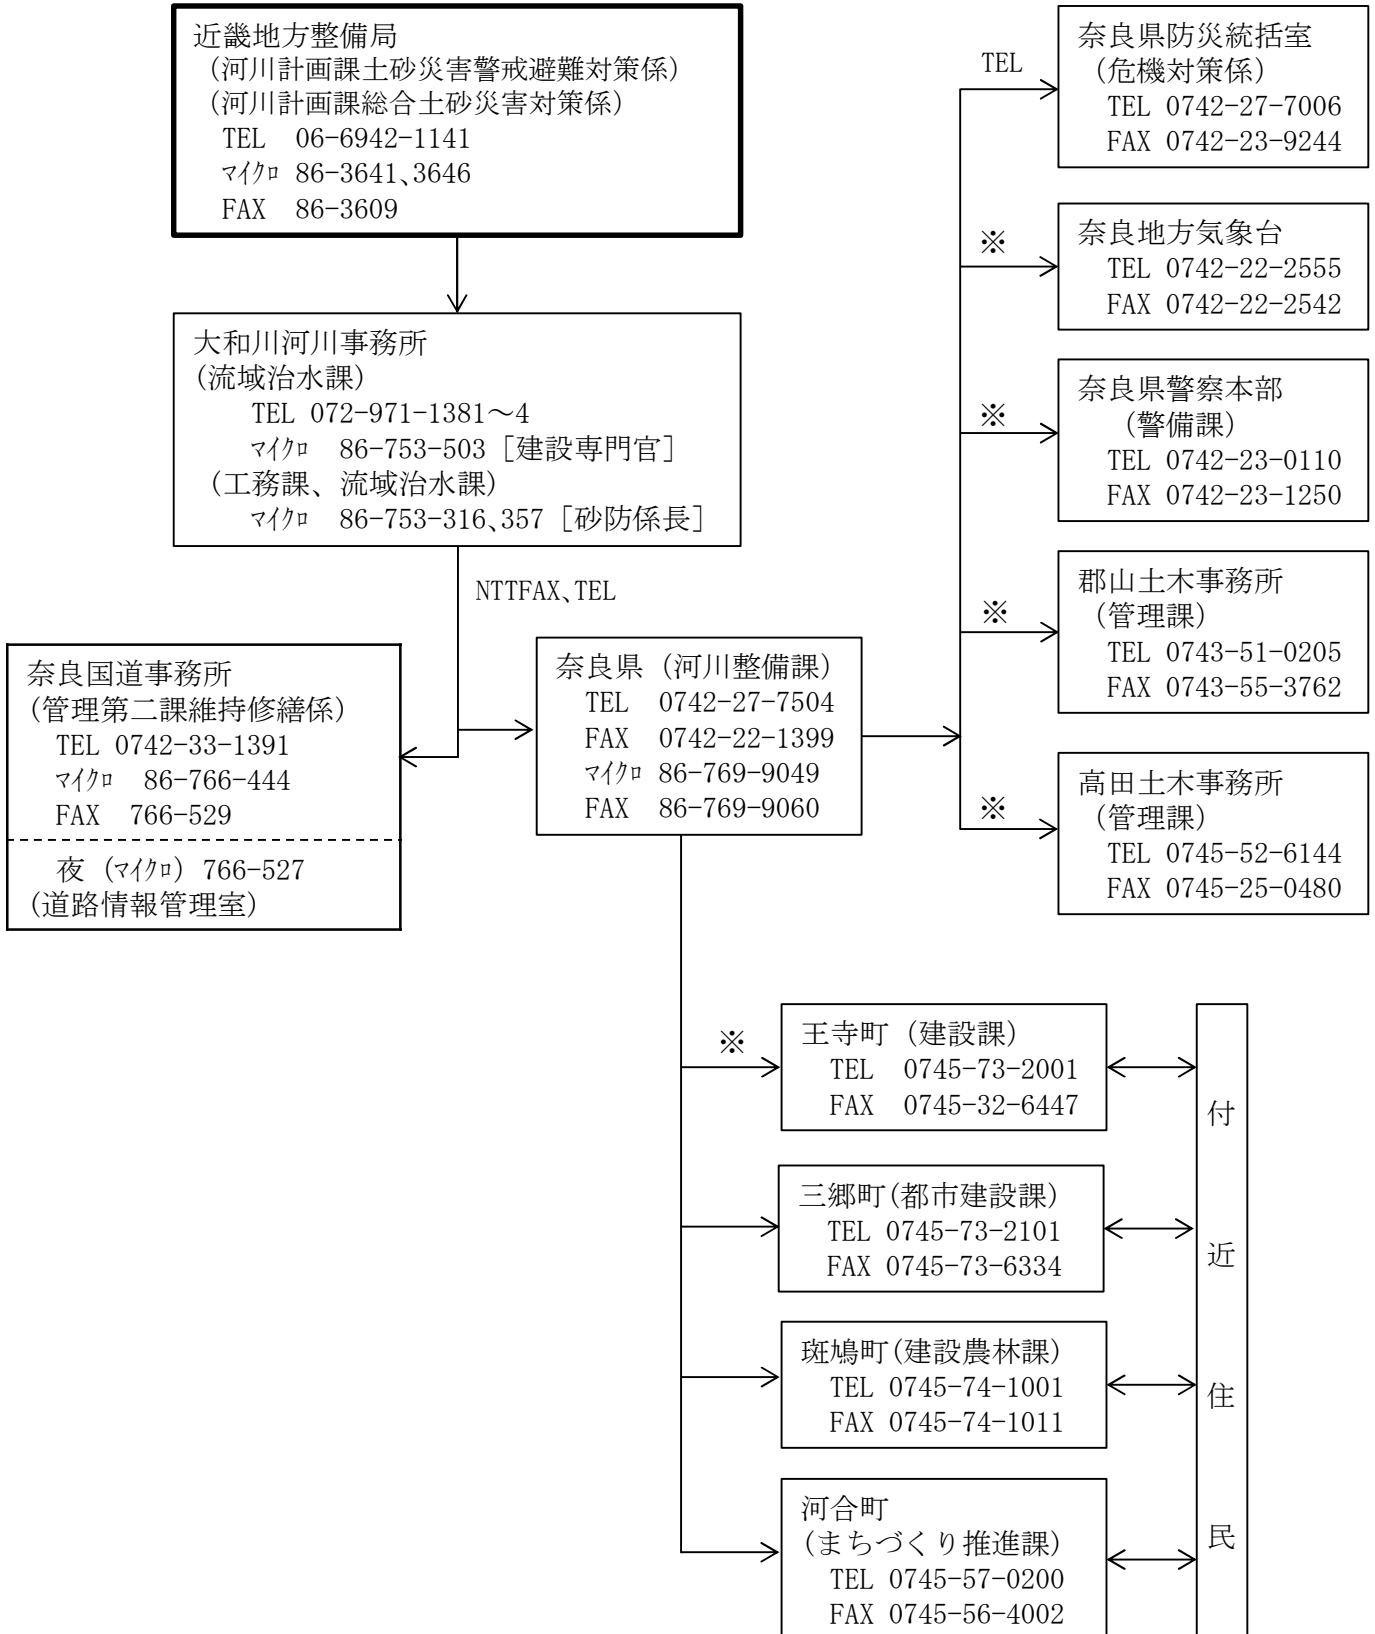 近畿地方整備局
(河川計画課土砂災害警戒避難対策係)
(河川計画課総合土砂災害対策係)
TEL 06-6942-1141
ﾏｲｸﾛ 86-3641、3646
FAX 86-3609
大和川河川事務所
(流域治水課)
TEL 072-971-1381～4
ﾏｲｸﾛ 86-753-503［建設専門官］
(工務課、流域治水課)
ﾏｲｸﾛ 86-753-316、357［砂防係長］
NTTFAX、TEL
奈良国道事務所
(管理第二課維持修繕係)
TEL 0742-33-1391
ﾏｲｸﾛ 86-766-444
FAX 766-529
夜 (ﾏｲｸﾛ) 766-527
(道路情報管理室)
奈良県 (河川整備課)
TEL 0742-27-7504
FAX 0742-22-1399
ﾏｲｸﾛ 86-769-9049
FAX 86-769-9060
TEL
奈良県防災統括室
(危機対策係)
TEL 0742-27-7006
FAX 0742-23-9244
※
奈良地方気象台
TEL 0742-22-2555
FAX 0742-22-2542
※
奈良県警察本部
(警備課)
TEL 0742-23-0110
FAX 0742-23-1250
※
郡山土木事務所
(管理課)
TEL 0743-51-0205
FAX 0743-55-3762
※
高田土木事務所
(管理課)
TEL 0745-52-6144
FAX 0745-25-0480
※
王寺町 (建設課)
TEL 0745-73-2001
FAX 0745-32-6447
三郷町(都市建設課)
TEL 0745-73-2101
FAX 0745-73-6334
斑鳩町(建設農林課)
TEL 0745-74-1001
FAX 0745-74-1011
河合町
(まちづくり推進課)
TEL 0745-57-0200
FAX 0745-56-4002
付近住民